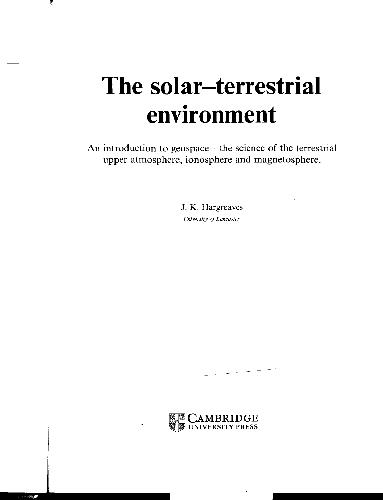 The solar–terrestrial
environment
An introduction to geospace – the science of the terrestrial
upper atmosphere, ionosphere and magnetosphere.
J. K. Hargreaves
University of Lancaster
CAMBRIDGE
UNIVERSITY PRESS